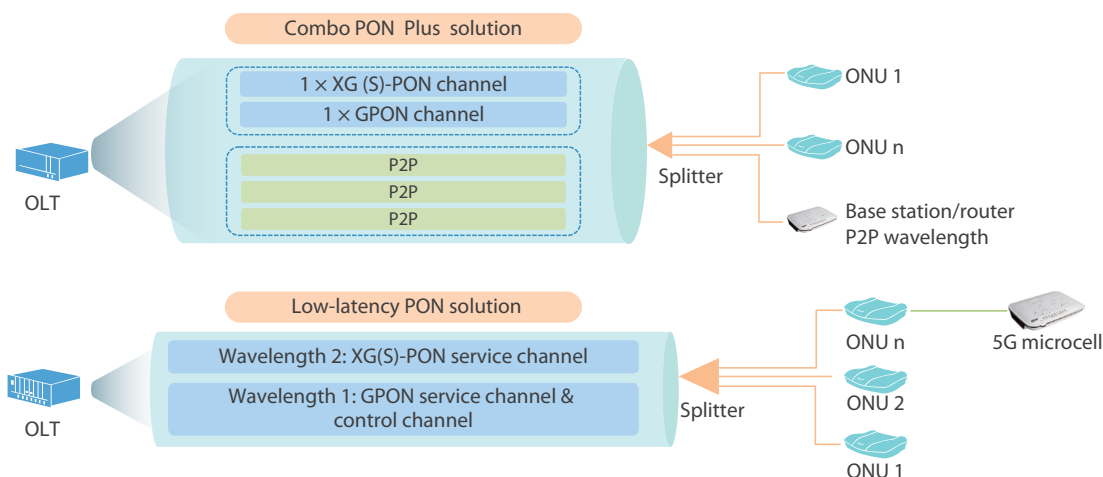 Combo PON Plus solution
1 × XG (S)-PON channel
1 × GPON channel
P2P
P2P
P2P
OLT
Splitter
ONU 1
ONU n
Base station/router
P2P wavelength
Low-latency PON solution
Wavelength 2: XG(S)-PON service channel
Wavelength 1: GPON service channel &
control channel
OLT
Splitter
ONU n
5G microcell
ONU 2
ONU 1